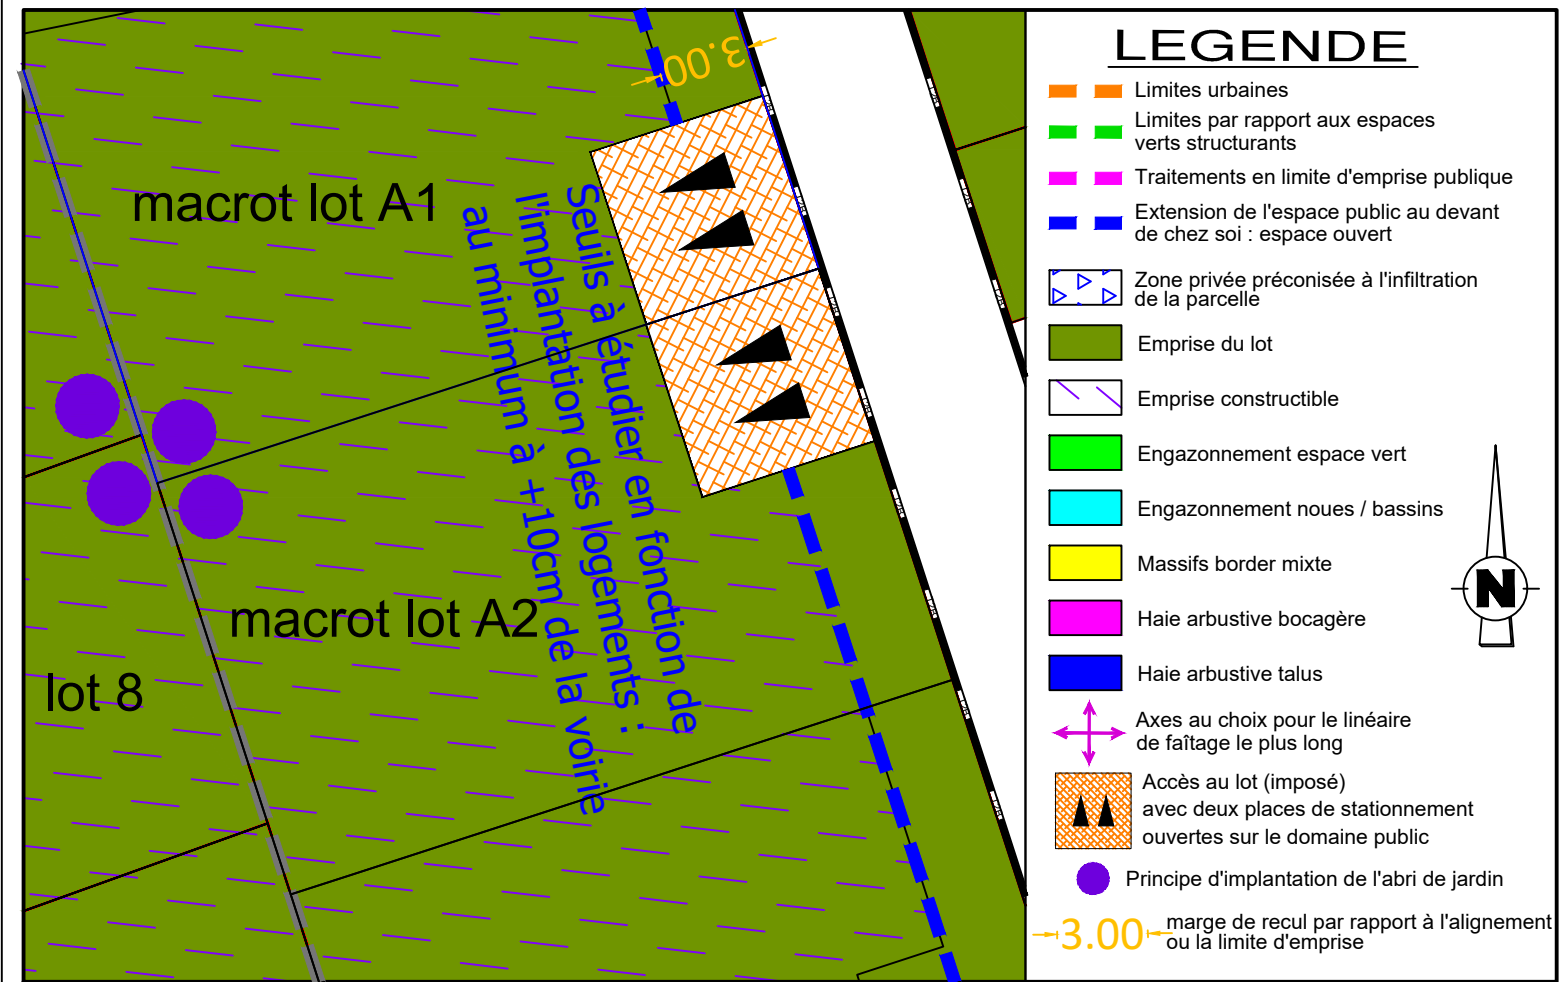 3.00
macrot lot A1
Seuils à étudier en fonction de
l'implantation des logements :
au minimum à +10cm de la voirie
macrot lot A2
lot 8
LEGENDE
Limites urbaines
Limites par rapport aux espaces
verts structurants
Traitements en limite d'emprise publique
Extension de l'espace public au devant
de chez soi : espace ouvert
Zone privée préconisée à l'infiltration
de la parcelle
Emprise du lot
Emprise constructible
Engazonnement espace vert
Engazonnement noues / bassins
Massifs border mixte
Haie arbustive bocagère
Haie arbustive talus
Axes au choix pour le linéaire
de faîtage le plus long
Accès au lot (imposé)
avec deux places de stationnement
ouvertes sur le domaine public
Principe d'implantation de l'abri de jardin
3.00
marge de recul par rapport à l'alignement
ou la limite d'emprise
N